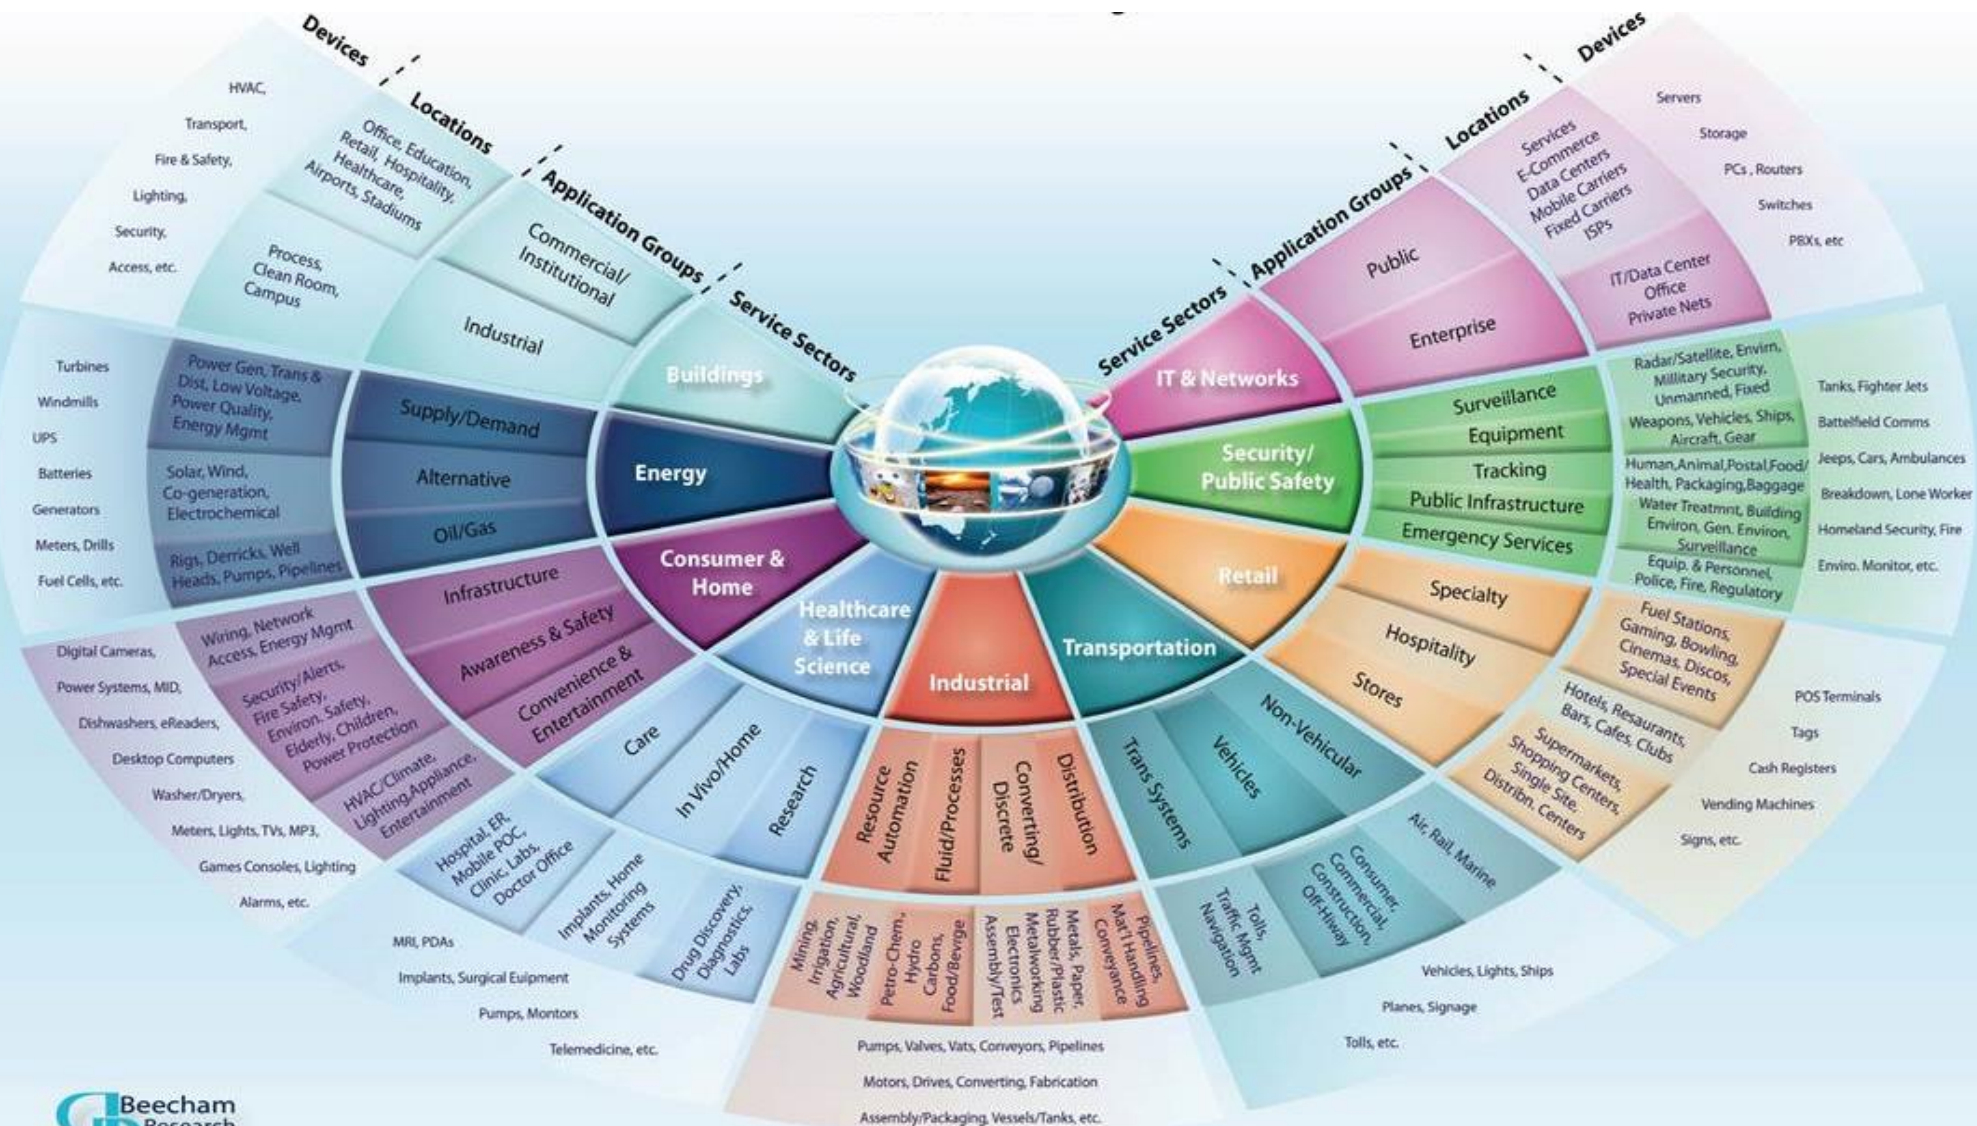 Devices
Locations
Application Groups
Service Sectors
HVAC,
Transport,
Fire & Safety,
Lighting,
Security,
Access, etc.
Office, Education,
Retail, Hospitality,
Healthcare,
Airports, Stadiums
Process,
Clean Room,
Campus
Commercial/
Institutional
Industrial
Buildings
Turbines
Windmills
UPS
Batteries
Generators
Meters, Drills
Fuel Cells, etc.
Power Gen, Trans &
Dist, Low Voltage,
Power Quality,
Energy Mgmt
Solar, Wind,
Co-generation,
Electrochemical
Rigs, Derricks, Well
Heads, Pumps, Pipelines
Supply/Demand
Alternative
Oil/Gas
Energy
Digital Cameras,
Power Systems, MID,
Dishwashers, eReaders,
Desktop Computers
Washer/Dryers,
Meters, Lights, TVs, MP3,
Games Consoles, Lighting
Alarms, etc.
Wiring, Network
Access, Energy Mgmt
Security/Alerts,
Fire Safety,
Environ. Safety,
Elderly, Children,
Power Protection
HVAC/Climate,
Lighting,Appliance,
Entertainment
Infrastructure
Awareness & Safety
Convenience &
Entertainment
Consumer &
Home
MRI, PDAs
Implants, Surgical Euipment
Pumps, Montors
Telemedicine, etc.
Hospital, ER,
Mobile POC,
Clinic, Labs,
Doctor Office
Implants, Home
Monitoring
Systems
Drug Discovery,
Diagnostics,
Labs
Care
In Vivo/Home
Research
Healthcare
& Life
Science
Industrial
Resource
Automation
Fluid/Processes
Converting/
Discrete
Distribution
Mining,
Irrigation,
Agricultural,
Woodland
Petro-Chem.,
Hydro
Carbons,
Food/Bevrge
Metals, Paper,
Rubber/Plastic
Metalworking
Electronics
Assembly/Test
Pipelines,
Mat'l Handling
Conveyance
Pumps, Valves, Vats, Conveyors, Pipelines
Motors, Drives, Converting, Fabrication
Assembly/Packaging, Vessels/Tanks, etc.
Transportation
Trans Systems
Vehicles
Non-Vehicular
Tolls,
Traffic Mgmt
Navigation
Consumer,
Commercial,
Construction,
Off-Hiway
Air, Rail, Marine
Vehicles, Lights, Ships
Planes, Signage
Tolls, etc.
Retail
Specialty
Hospitality
Stores
Fuel Stations,
Gaming, Bowling,
Cinemas, Discos,
Special Events
Hotels, Resaurants,
Bars, Cafes, Clubs
Supermarkets,
Shopping Centers,
Single Site,
Distribn. Centers
POS Terminals
Tags
Cash Registers
Vending Machines
Signs, etc.
Security/
Public Safety
Surveillance
Equipment
Tracking
Public Infrastructure
Emergency Services
Radar/Satellite, Envirn,
Millitary Security,
Unmanned, Fixed
Weapons, Vehicles, Ships,
Aircraft, Gear
Human,Animal,Postal,Food/
Health, Packaging,Baggage
Water Treatmnt, Building
Environ, Gen. Environ,
Surveillance
Equip. & Personnel,
Police, Fire, Regulatory
Tanks, Fighter Jets
Battelfield Comms
Jeeps, Cars, Ambulances
Breakdown, Lone Worker
Homeland Security, Fire
Enviro. Monitor, etc.
IT & Networks
Public
Enterprise
Services
E-Commerce
Data Centers
Mobile Carriers
Fixed Carriers
ISPs
IT/Data Center
Office
Private Nets
Servers
Storage
PCs , Routers
Switches
PBXs, etc
Service Sectors
Application Groups
Locations
Devices
Beecham
Research